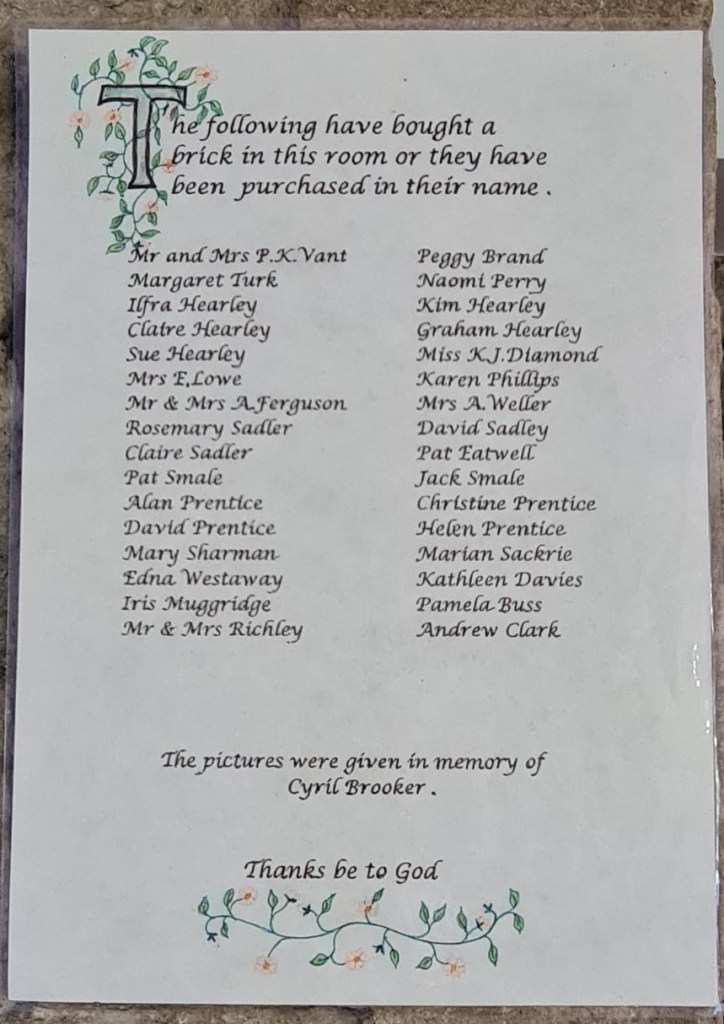 The following have bought a
brick in this room or they have
been purchased in their name .
Mr and Mrs P.K.Vant
Margaret Turk
Ilfra Hearley
Claire Hearley
Sue Hearley
Mrs E.Lowe
Mr & Mrs A.Ferguson
Rosemary Sadler
Claire Sadler
Pat Smale
Alan Prentice
David Prentice
Mary Sharman
Edna Westaway
Iris Muggridge
Mr & Mrs Richley
Peggy Brand
Naomi Perry
Kim Hearley
Graham Hearley
Miss K.J.Diamond
Karen Phillips
Mrs A.Weller
David Sadley
Pat Eatwell
Jack Smale
Christine Prentice
Helen Prentice
Marian Sackrie
Kathleen Davies
Pamela Buss
Andrew Clark
The pictures were given in memory of
Cyril Brooker .
Thanks be to God